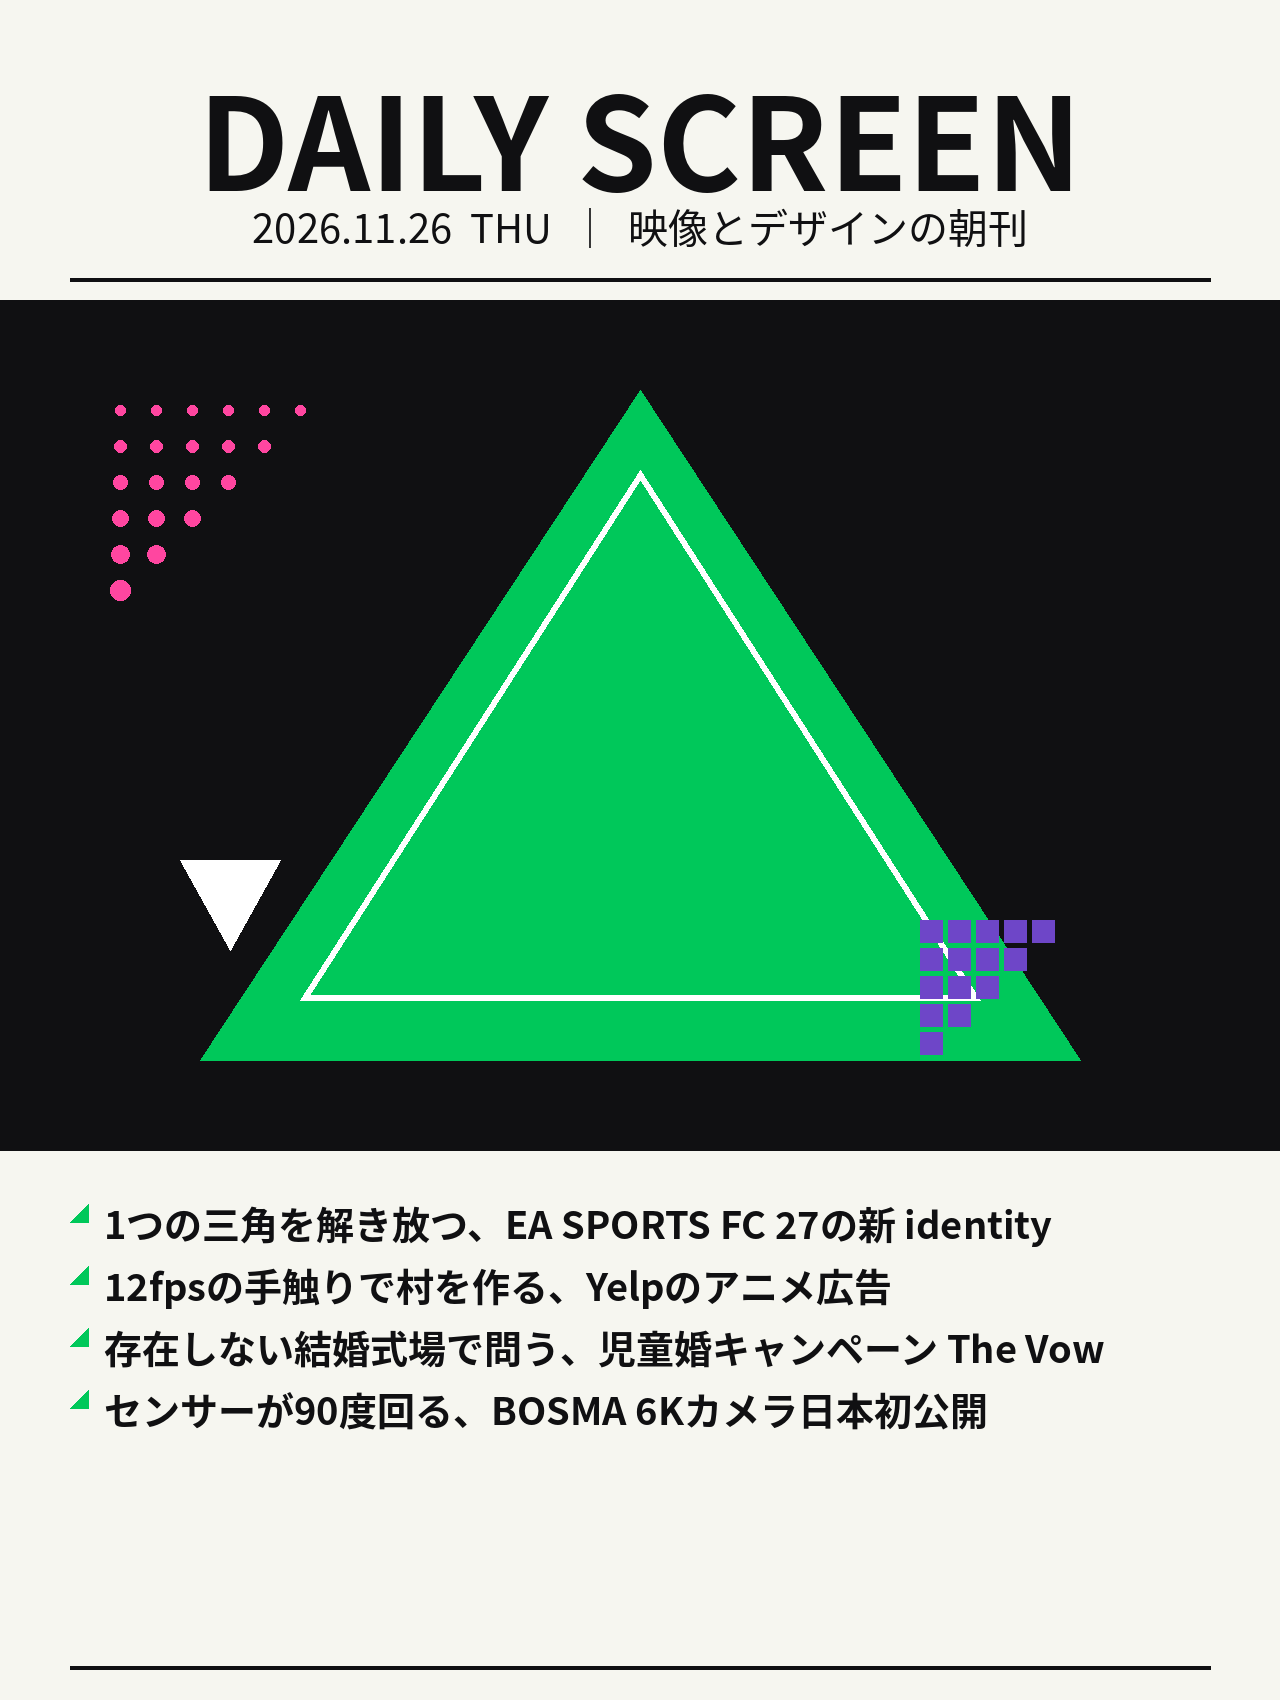 DAILY SCREEN
2026.11.26 THU ｜ 映像とデザインの朝刊
1つの三角を解き放つ、EA SPORTS FC 27の新 identity
12fpsの手触りで村を作る、Yelpのアニメ広告
存在しない結婚式場で問う、児童婚キャンペーン The Vow
センサーが90度回る、BOSMA 6Kカメラ日本初公開